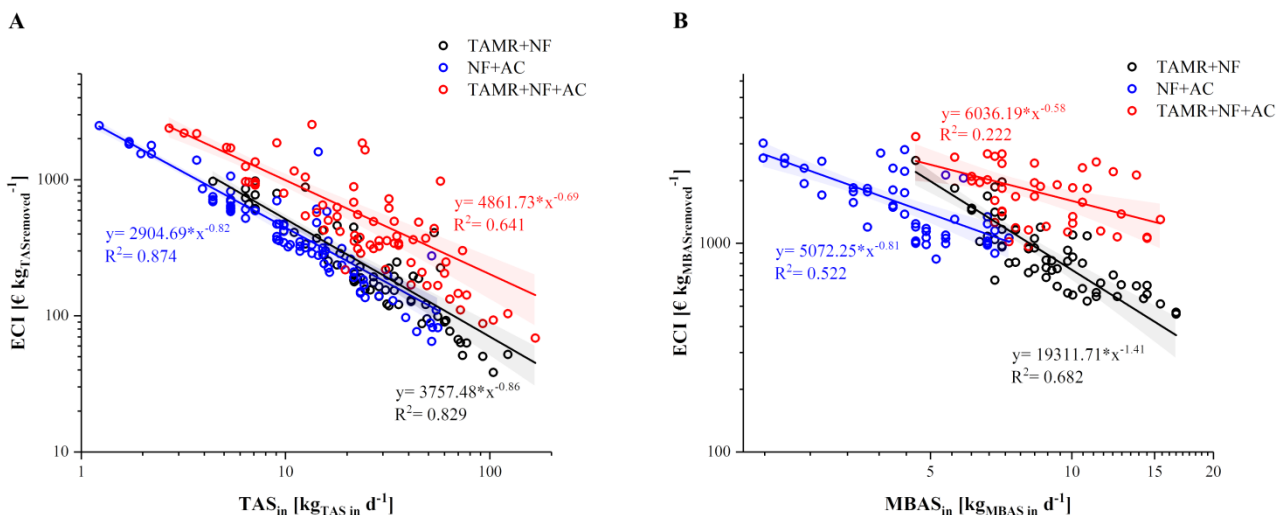 A
TAMR+NF
NF+AC
TAMR+NF+AC
ECI [€ kg_TASremoved^-1]
1000
100
10
y= 2904.69*x^-0.82
R^2= 0.874
y= 4861.73*x^-0.69
R^2= 0.641
y= 3757.48*x^-0.86
R^2= 0.829
1
10
100
TAS_in [kg_TAS in d^-1]
B
TAMR+NF
NF+AC
TAMR+NF+AC
ECI [€ kg_MBASremoved^-1]
1000
100
y= 6036.19*x^-0.58
R^2= 0.222
y= 5072.25*x^-0.81
R^2= 0.522
y= 19311.71*x^-1.41
R^2= 0.682
5
10
15
20
MBAS_in [kg_MBAS in d^-1]